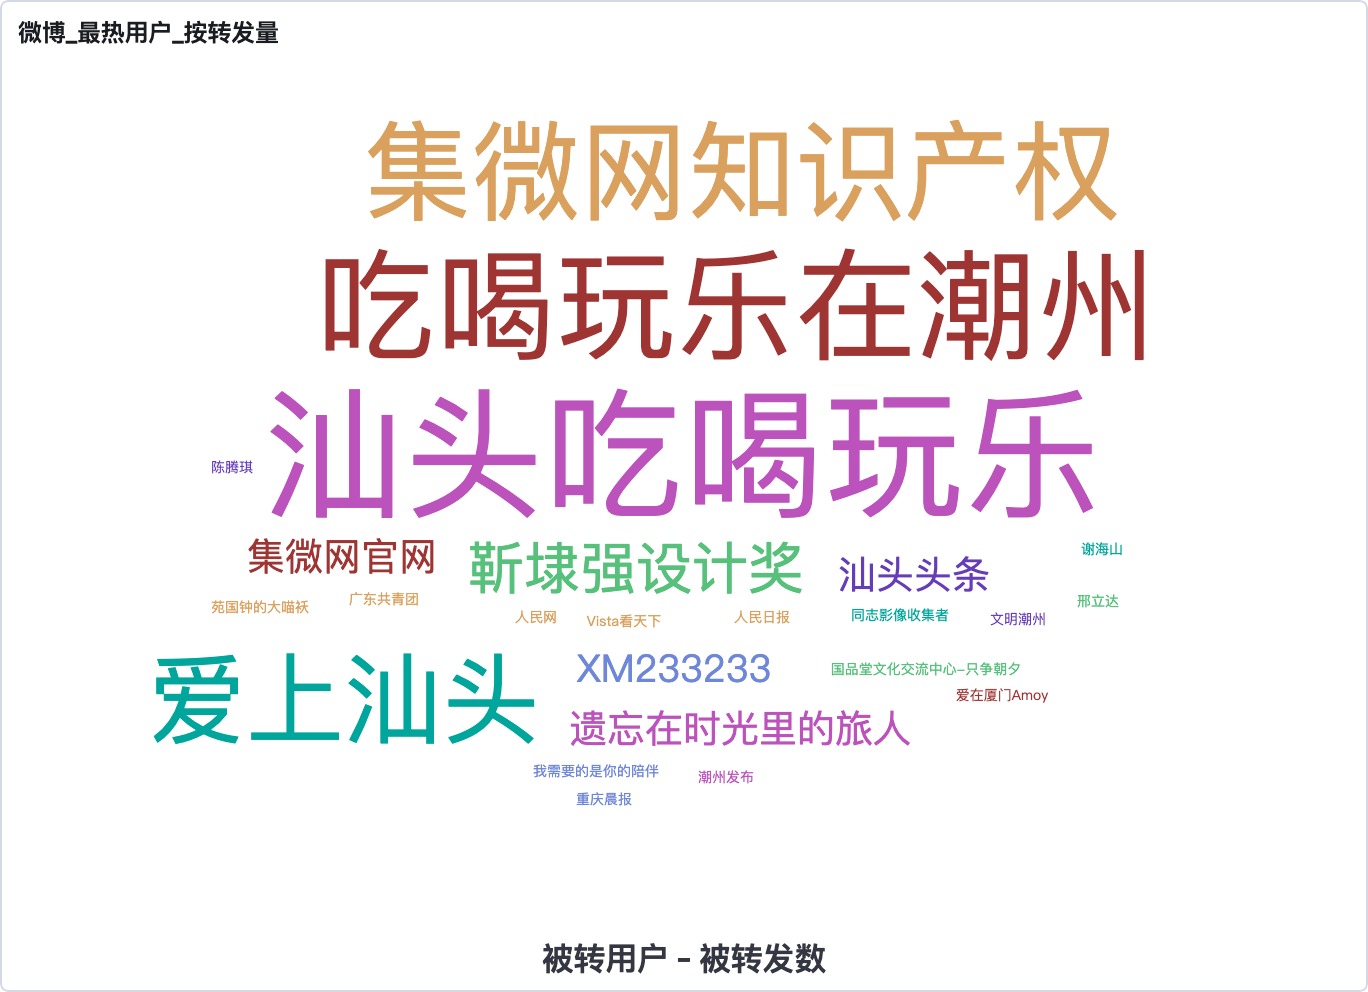 微博_最热用户_按转发量
集微网知识产权
吃喝玩乐在潮州
汕头吃喝玩乐
陈腾琪
集微网官网
靳埭强设计奖
汕头头条
谢海山
苑国钟的大喵袄
广东共青团
人民网
Vista看天下
人民日报
同志影像收集者
文明潮州
邢立达
爱上汕头
XM233233
国品堂文化交流中心-只争朝夕
爱在厦门Amoy
遗忘在时光里的旅人
我需要的是你的陪伴
潮州发布
重庆晨报
被转用户 - 被转发数